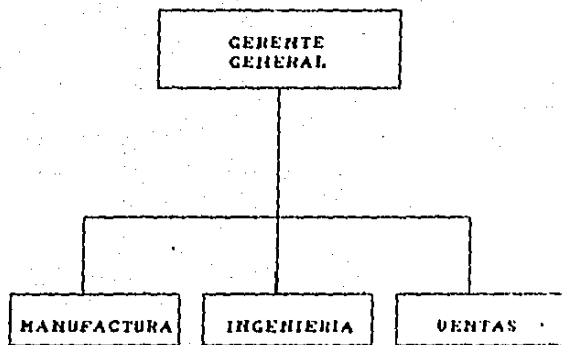 GERENTE
GENERAL
MANUFACTURA INGENIERIA VENTAS